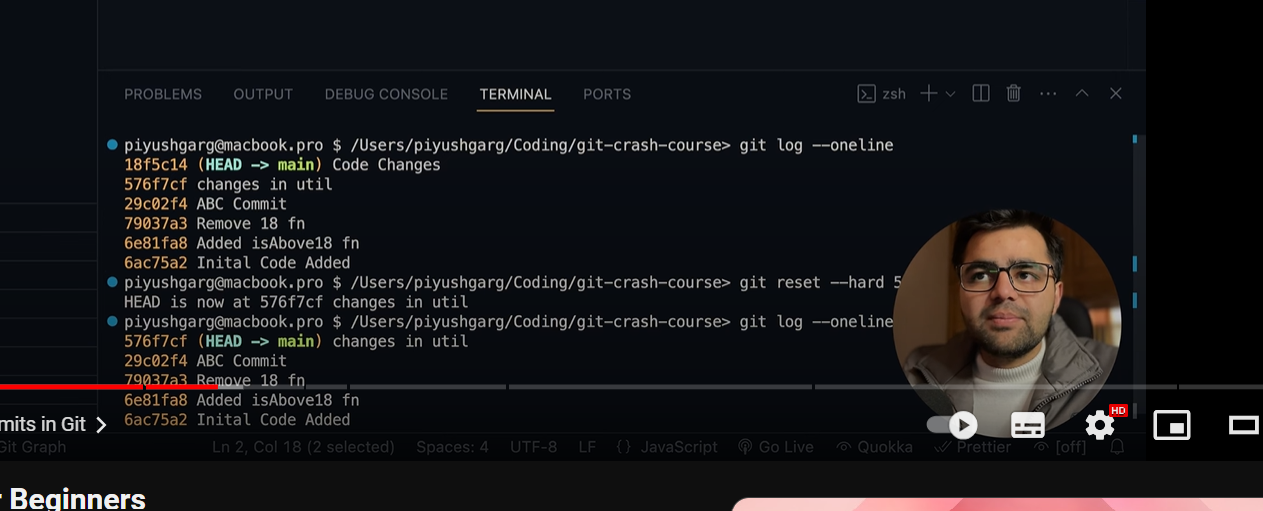 PROBLEMS OUTPUT DEBUG CONSOLE TERMINAL PORTS zsh
piyushgarg@macbook.pro $ /Users/piyushgarg/Coding/git-crash-course> git log --oneline
18f5c14 (HEAD -> main) Code Changes
576f7cf changes in util
29c02f4 ABC Commit
79037a3 Remove 18 fn
6e81fa8 Added isAbove18 fn
6ac75a2 Inital Code Added
piyushgarg@macbook.pro $ /Users/piyushgarg/Coding/git-crash-course> git reset --hard 5
HEAD is now at 576f7cf changes in util
piyushgarg@macbook.pro $ /Users/piyushgarg/Coding/git-crash-course> git log --oneline
576f7cf (HEAD -> main) changes in util
29c02f4 ABC Commit
79037a3 Remove 18 fn
6e81fa8 Added isAbove18 fn
6ac75a2 Inital Code Added
mits in Git
HD
Git Graph Ln 2, Col 18 (2 selected) Spaces: 4 UTF-8 LF {} JavaScript Go Live Quokka Prettier [off]
r Beginners